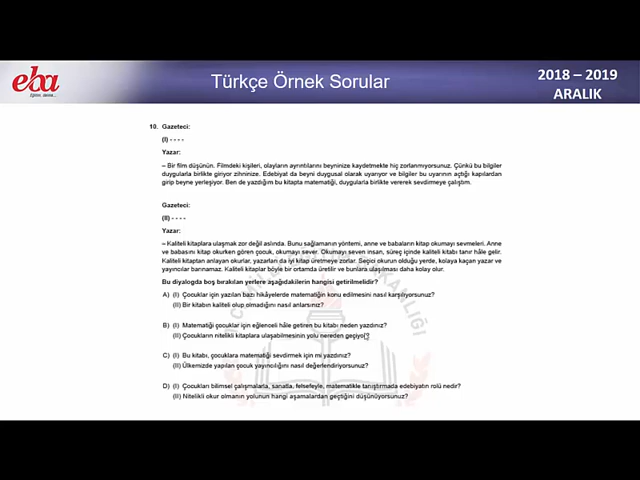 eba
Eğitim, derste...
Türkçe Örnek Sorular
2018 – 2019
ARALIK
10. Gazeteci:
(I) - - - -
Yazar:
– Bir film düşünün. Filmdeki kişileri, olayların ayrıntılarını beyninize kaydetmekte hiç zorlanmıyorsunuz. Çünkü bu bilgiler
duygularla birlikte giriyor zihninize. Edebiyat da beyni duygusal olarak uyarıyor ve bilgiler bu uyarının açtığı kapılardan
girip beyne yerleşiyor. Ben de yazdığım bu kitapta matematiği, duygularla birlikte vererek sevdirmeye çalıştım.
Gazeteci:
(II) - - - -
Yazar:
– Kaliteli kitaplara ulaşmak zor değil aslında. Bunu sağlamanın yöntemi, anne ve babaların kitap okumayı sevmeleri. Anne
ve babasını kitap okurken gören çocuk, okumayı sever. Okumayı seven insan, süreç içinde kaliteli kitabı tanır hâle gelir.
Kaliteli kitaptan anlayan okurlar, yazarları da iyi kitap üretmeye zorlar. Seçici okurun olduğu yerde, kolaya kaçan yazar ve
yayıncılar barınamaz. Kaliteli kitaplar böyle bir ortamda üretilir ve bunlara ulaşılması daha kolay olur.
Bu diyalogda boş bırakılan yerlere aşağıdakilerin hangisi getirilmelidir?
A) (I) Çocuklar için yazılan bazı hikâyelerde matematiğin konu edilmesini nasıl karşılıyorsunuz?
(II) Bir kitabın kaliteli olup olmadığını nasıl anlarsınız?
B) (I) Matematiği çocuklar için eğlenceli hâle getiren bu kitabı neden yazdınız?
(II) Çocukların nitelikli kitaplara ulaşabilmesinin yolu nereden geçiyor?
C) (I) Bu kitabı, çocuklara matematiği sevdirmek için mi yazdınız?
(II) Ülkemizde yapılan çocuk yayıncılığını nasıl değerlendiriyorsunuz?
D) (I) Çocukları bilimsel çalışmalarla, sanatla, felsefeyle, matematikle tanıştırmada edebiyatın rolü nedir?
(II) Nitelikli okur olmanın yolunun hangi aşamalardan geçtiğini düşünüyorsunuz?